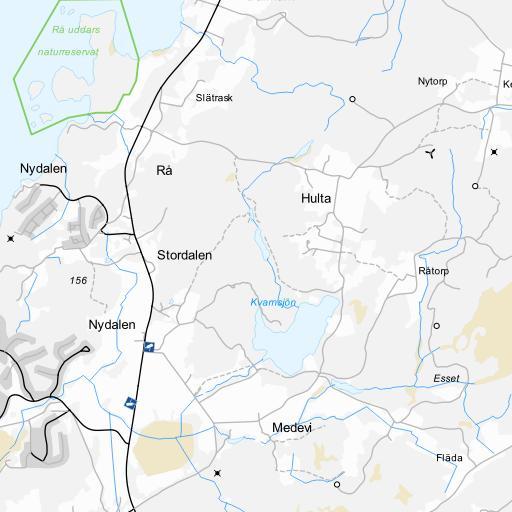 Rå uddars
naturreservat
Nytorp
Slätrask
Nydalen
Rå
Hulta
Stordalen
Råtorp
156
Kvarnsjön
Nydalen
Esset
Medevi
Fläda